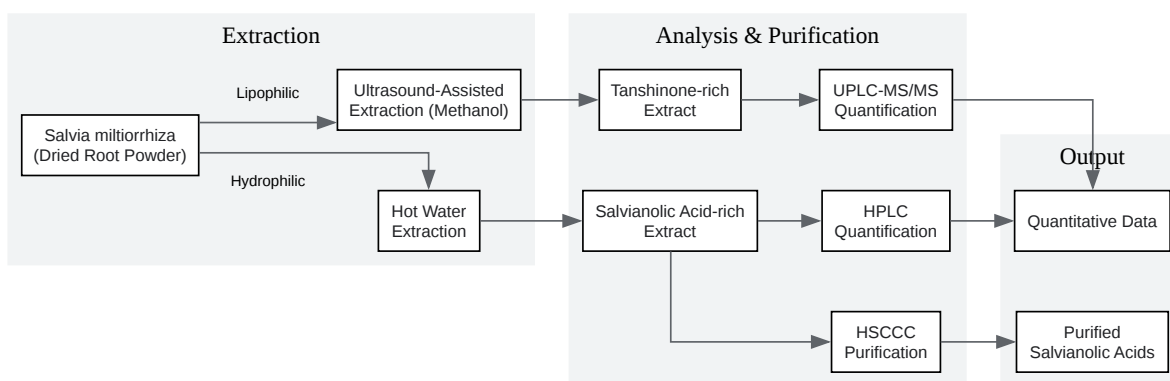 Extraction
Analysis & Purification
Lipophilic
Ultrasound-Assisted
Extraction (Methanol)
Tanshinone-rich
Extract
UPLC-MS/MS
Quantification
Salvia miltiorrhiza
(Dried Root Powder)
Output
Hydrophilic
Hot Water
Extraction
Salvianolic Acid-rich
Extract
HPLC
Quantification
Quantitative Data
HSCCC
Purification
Purified
Salvianolic Acids